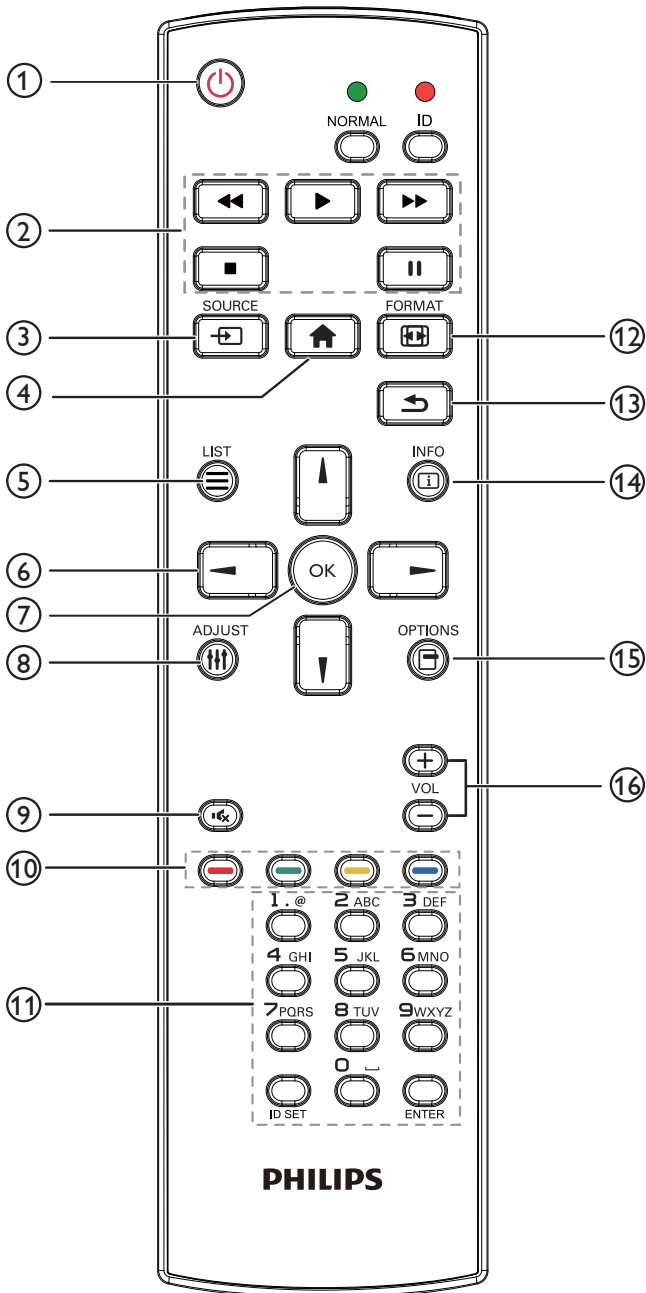 ①
NORMAL ID
②
SOURCE FORMAT
③ ⑫
④
⑬
LIST INFO
⑤ i ⑭
⑥ OK
⑦
ADJUST OPTIONS
⑧ ⑮
VOL ⑯
⑨
⑩
1 . @ 2 ABC 3 DEF
4 GHI 5 JKL 6 MNO
⑪ 7 PQRS 8 TUV 9 WXYZ
0 ⎵
ID SET ENTER
PHILIPS